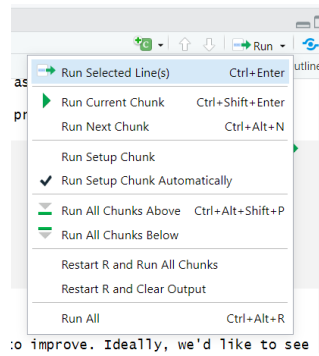 Run
utline
Run Selected Line(s) Ctrl+Enter
as
Run Current Chunk Ctrl+Shift+Enter
pr
Run Next Chunk Ctrl+Alt+N
Run Setup Chunk
Run Setup Chunk Automatically
Run All Chunks Above Ctrl+Alt+Shift+P
Run All Chunks Below
Restart R and Run All Chunks
Restart R and Clear Output
Run All Ctrl+Alt+R
to improve. Ideally, we'd like to see